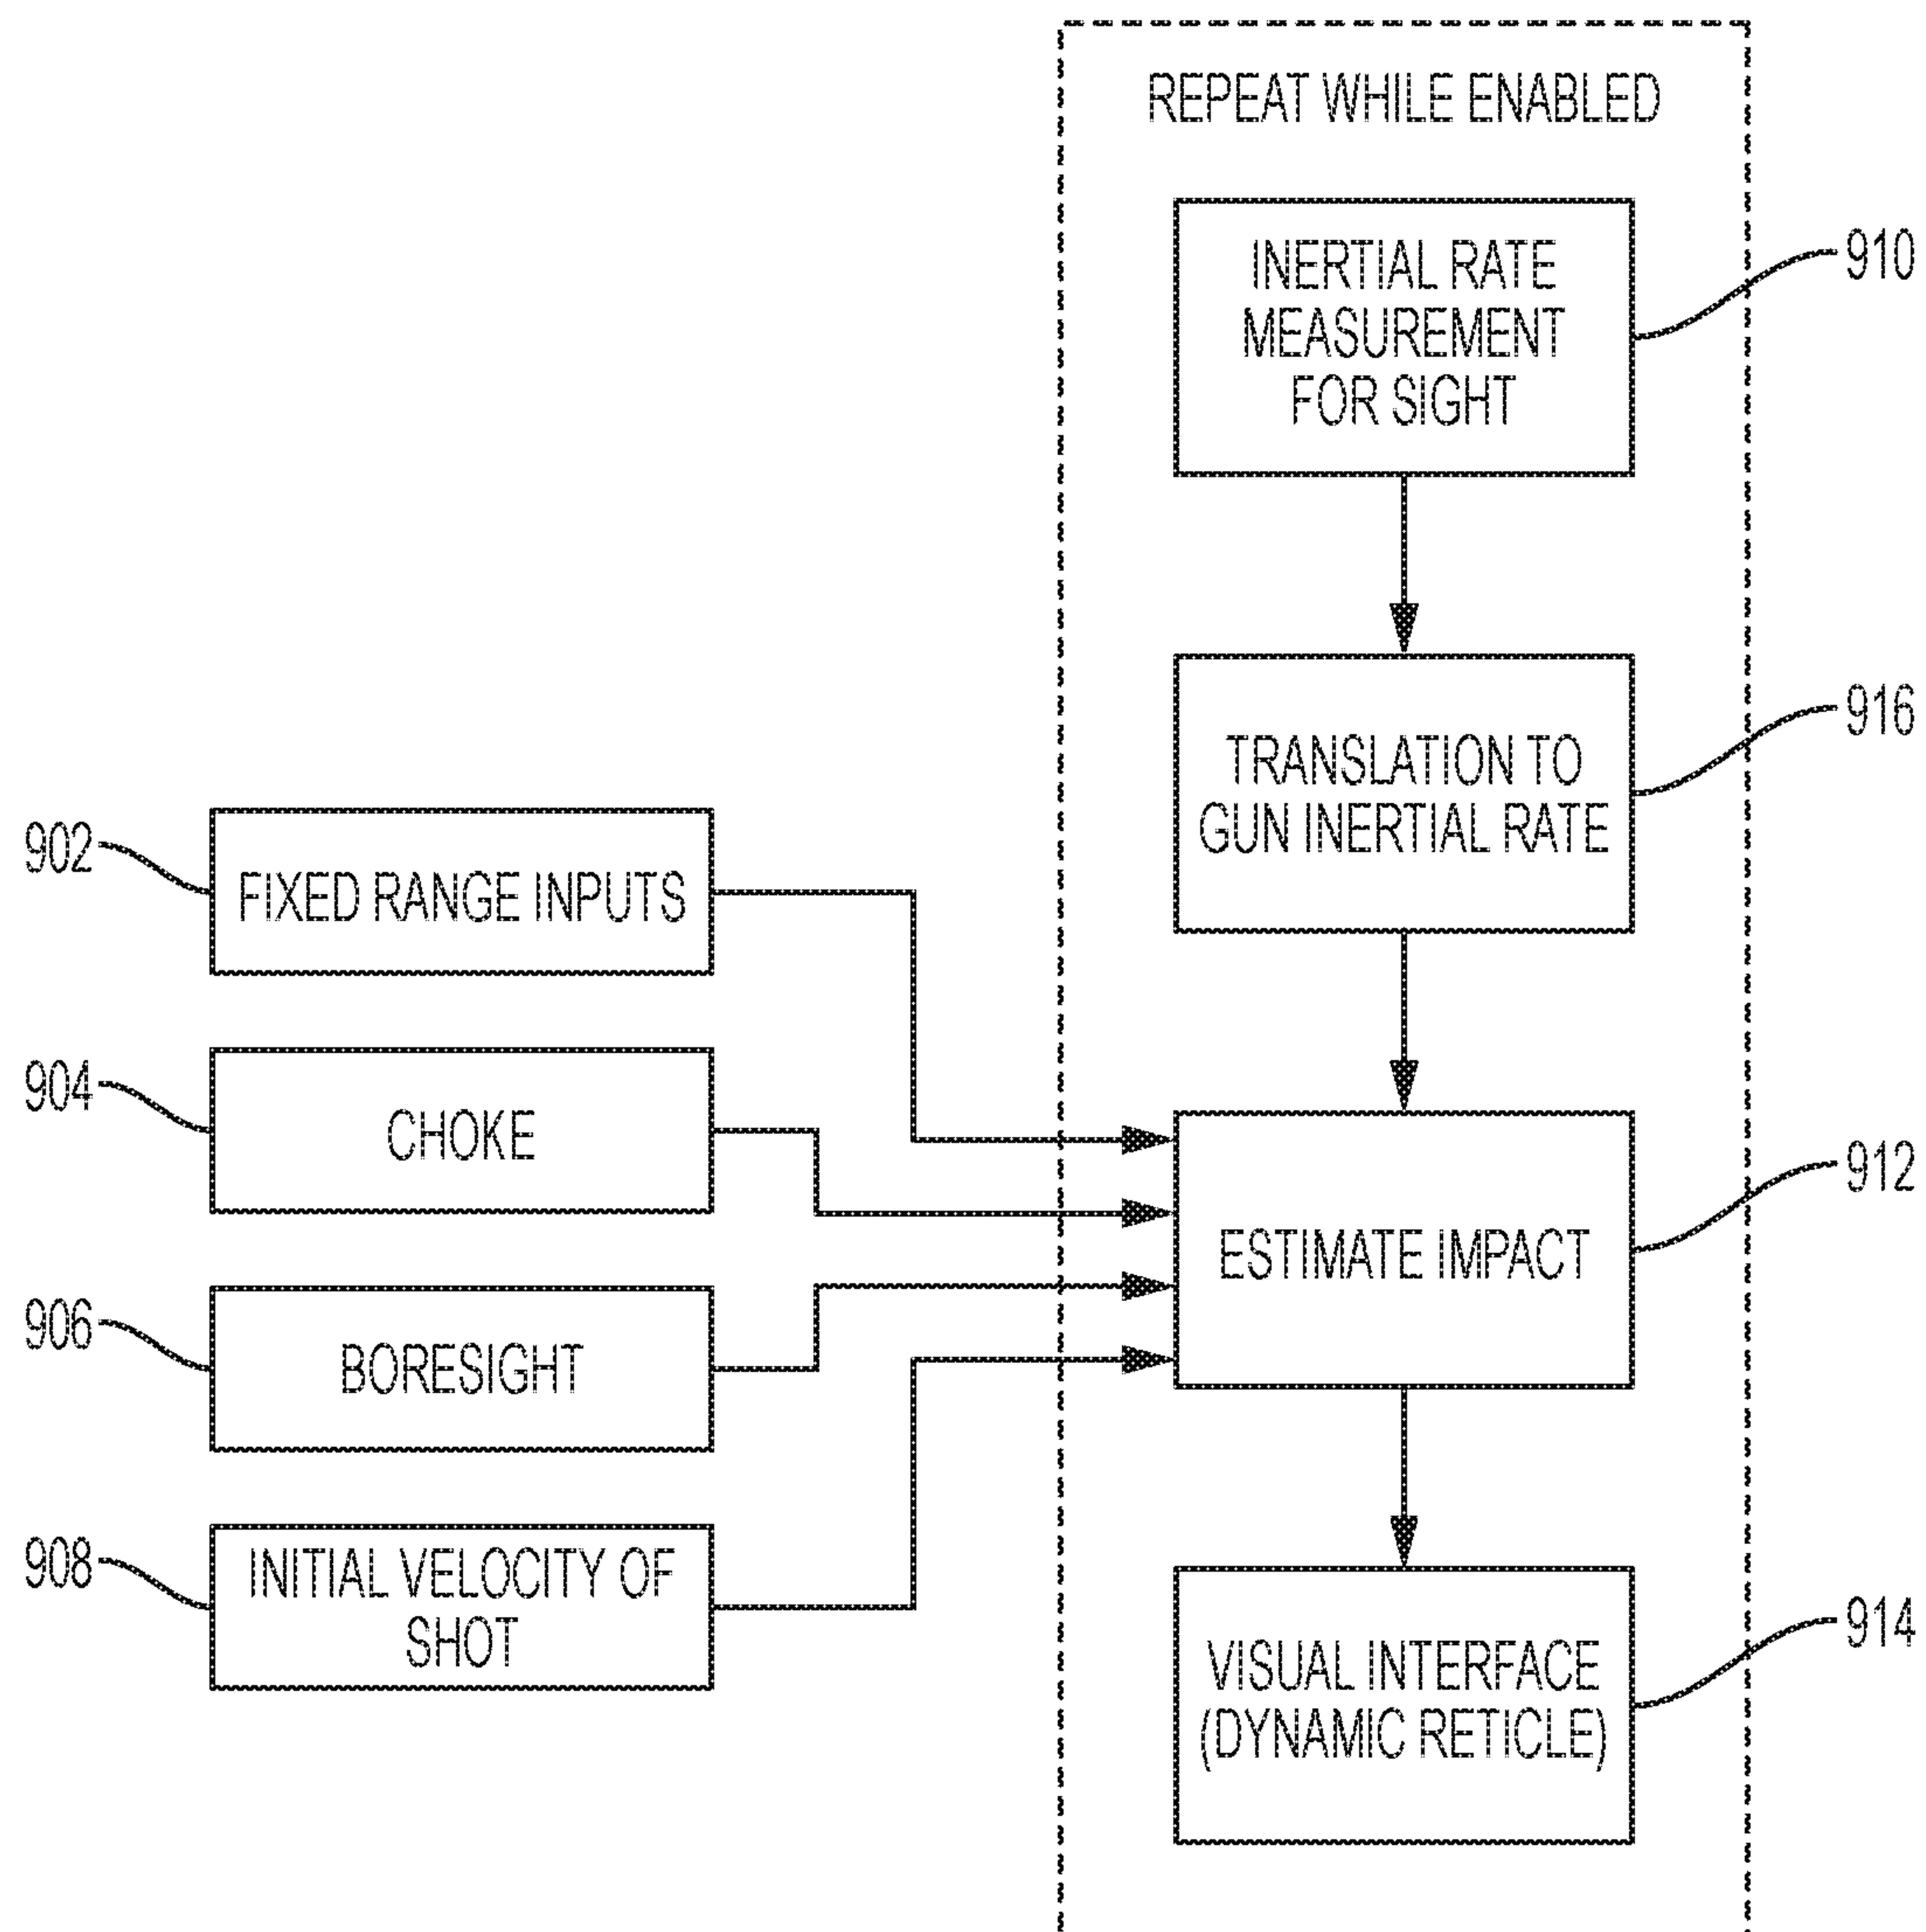 REPEAT WHILE ENABLED
INERTIAL RATE
MEASUREMENT
FOR SIGHT
910
TRANSLATION TO
GUN INERTIAL RATE
916
902
FIXED RANGE INPUTS
904
CHOKE
ESTIMATE IMPACT
912
906
BORESIGHT
908
INITIAL VELOCITY OF
SHOT
VISUAL INTERFACE
(DYNAMIC RETICLE)
914